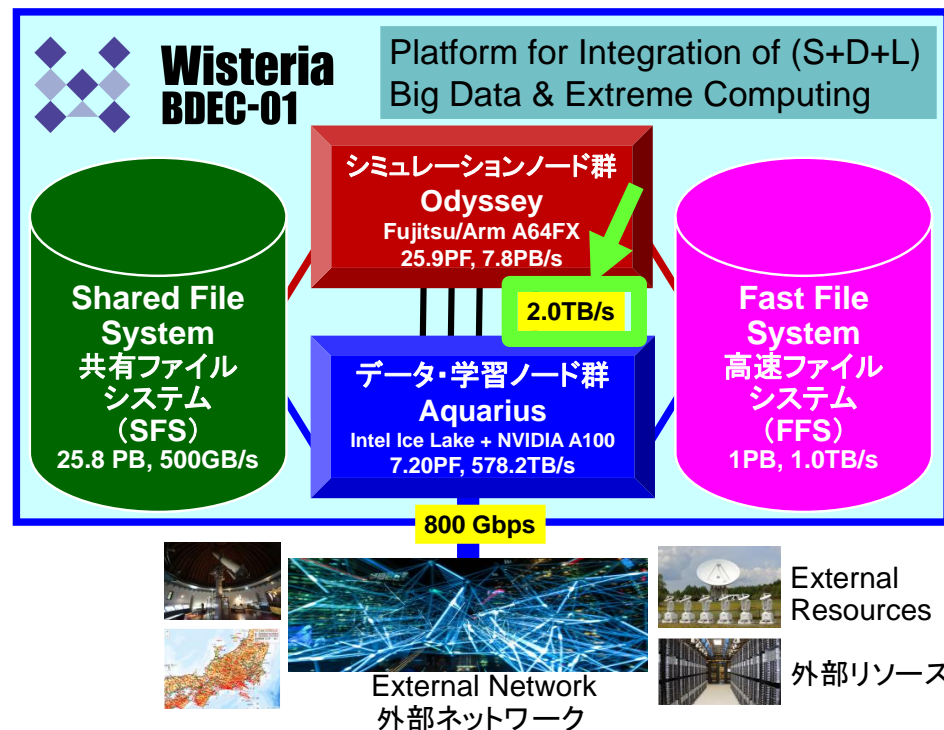 Wisteria
BDEC-01
Platform for Integration of (S+D+L)
Big Data & Extreme Computing
シミュレーションノード群
Odyssey
Fujitsu/Arm A64FX
25.9PF, 7.8PB/s
2.0TB/s
Shared File
System
共有ファイル
システム
（SFS）
25.8 PB, 500GB/s
データ・学習ノード群
Aquarius
Intel Ice Lake + NVIDIA A100
7.20PF, 578.2TB/s
Fast File
System
高速ファイル
システム
（FFS）
1PB, 1.0TB/s
800 Gbps
External
Resources
外部リソース
External Network
外部ネットワーク